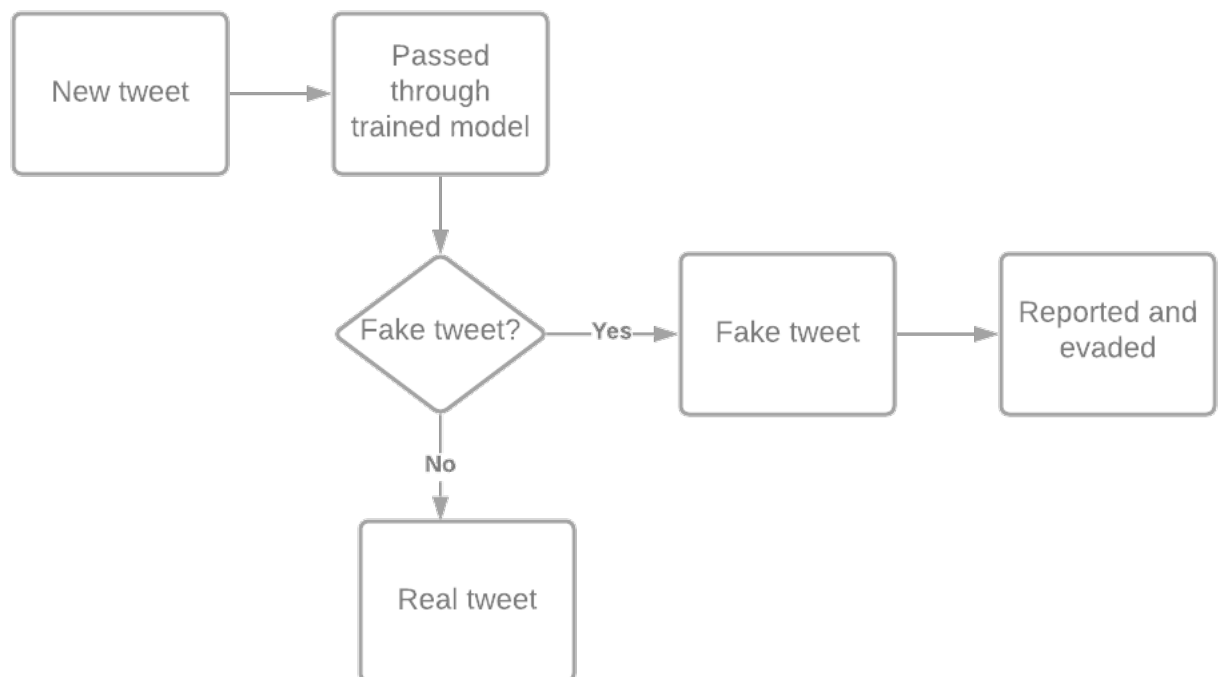 New tweet
Passed
through
trained model
Fake tweet?
Yes
Fake tweet
Reported and
evaded
No
Real tweet